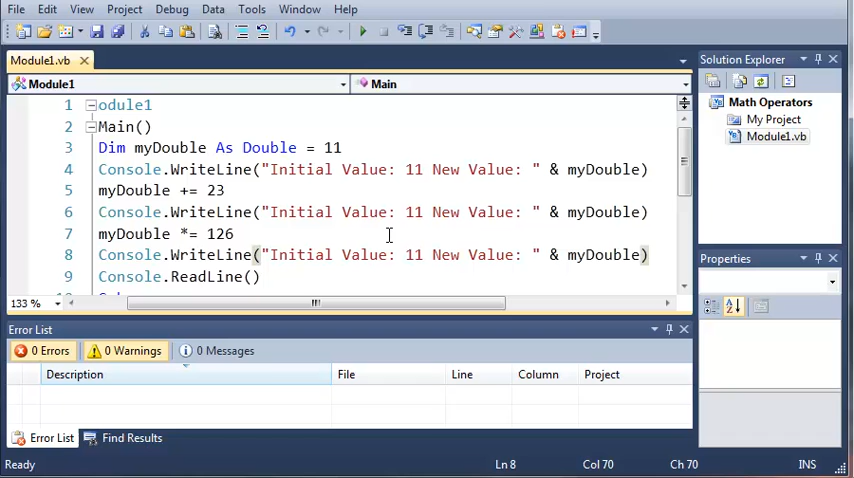 File Edit View Project Debug Data Tools Window Help
Module1.vb
Module1 Main
1 odule1
2 Main()
3 Dim myDouble As Double = 11
4 Console.WriteLine("Initial Value: 11 New Value: " & myDouble)
5 myDouble += 23
6 Console.WriteLine("Initial Value: 11 New Value: " & myDouble)
7 myDouble *= 126
8 Console.WriteLine("Initial Value: 11 New Value: " & myDouble)
9 Console.ReadLine()
133 %
Solution Explorer
Math Operators
My Project
Module1.vb
Properties
Error List
0 Errors 0 Warnings 0 Messages
Description File Line Column Project
Error List Find Results
Ready Ln 8 Col 70 Ch 70 INS